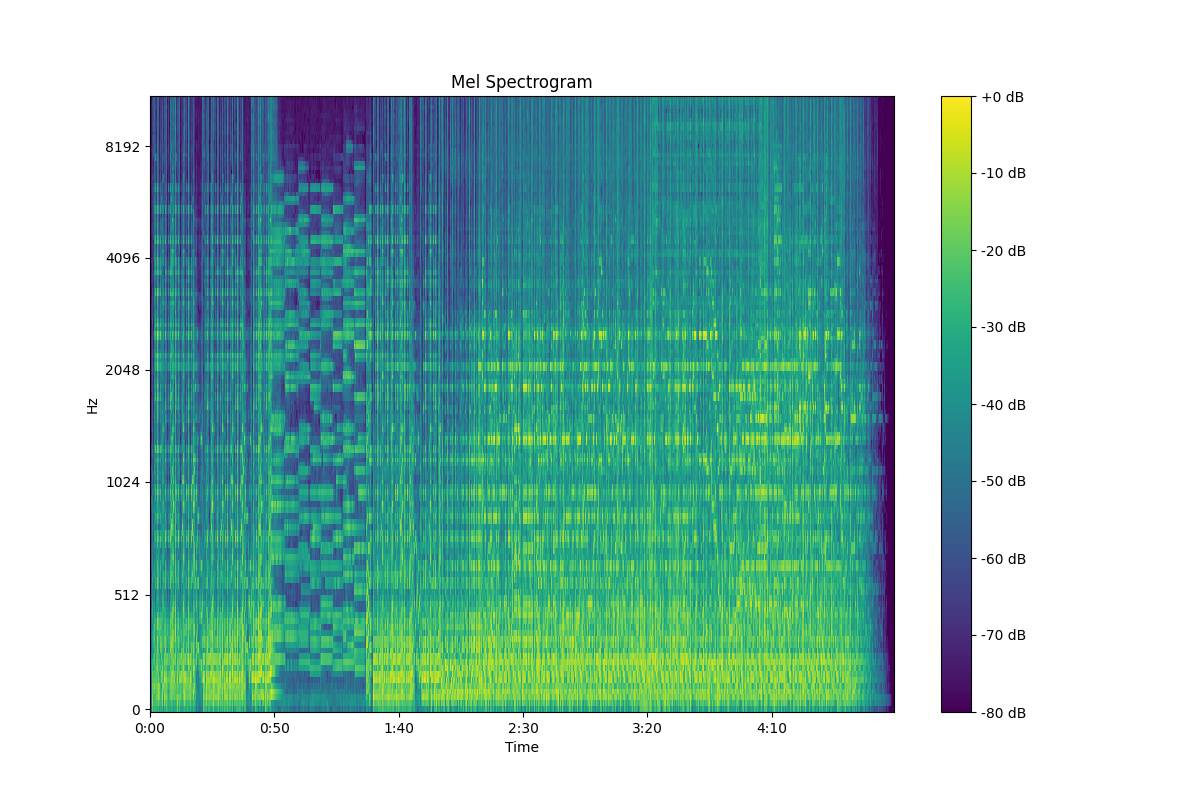 Mel Spectrogram
Hz
8192
4096
2048
1024
512
0
0:00
0:50
1:40
2:30
3:20
4:10
Time
+0 dB
-10 dB
-20 dB
-30 dB
-40 dB
-50 dB
-60 dB
-70 dB
-80 dB